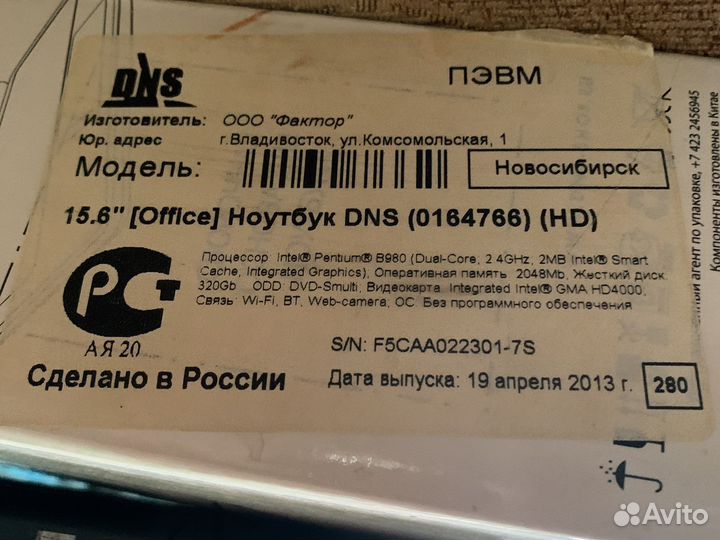 DNS
ПЭВМ
Изготовитель: ООО "Фактор"
Юр. адрес г.Владивосток, ул.Комсомольская, 1
Модель:
Новосибирск
15.6" [Office] Ноутбук DNS (0164766) (HD)
Процессор Intel® Pentium® B980 (Dual-Core, 2.4GHz, 2MB Intel® Smart
Cache, Integrated Graphics), Оперативная память 2048Mb, Жесткий диск
320Gb ODD: DVD-Smulti; Видеокарта Integrated Intel® GMA HD4000,
Связь: Wi-Fi, BT, Web-camera; ОС: Без программного обеспечения
РСТ
АЯ 20
S/N: F5CAA022301-7S
Сделано в России
Дата выпуска: 19 апреля 2013 г.
280
агент по упаковке, +7 423 2456945
Компоненты изготовлены в Китае
Avito